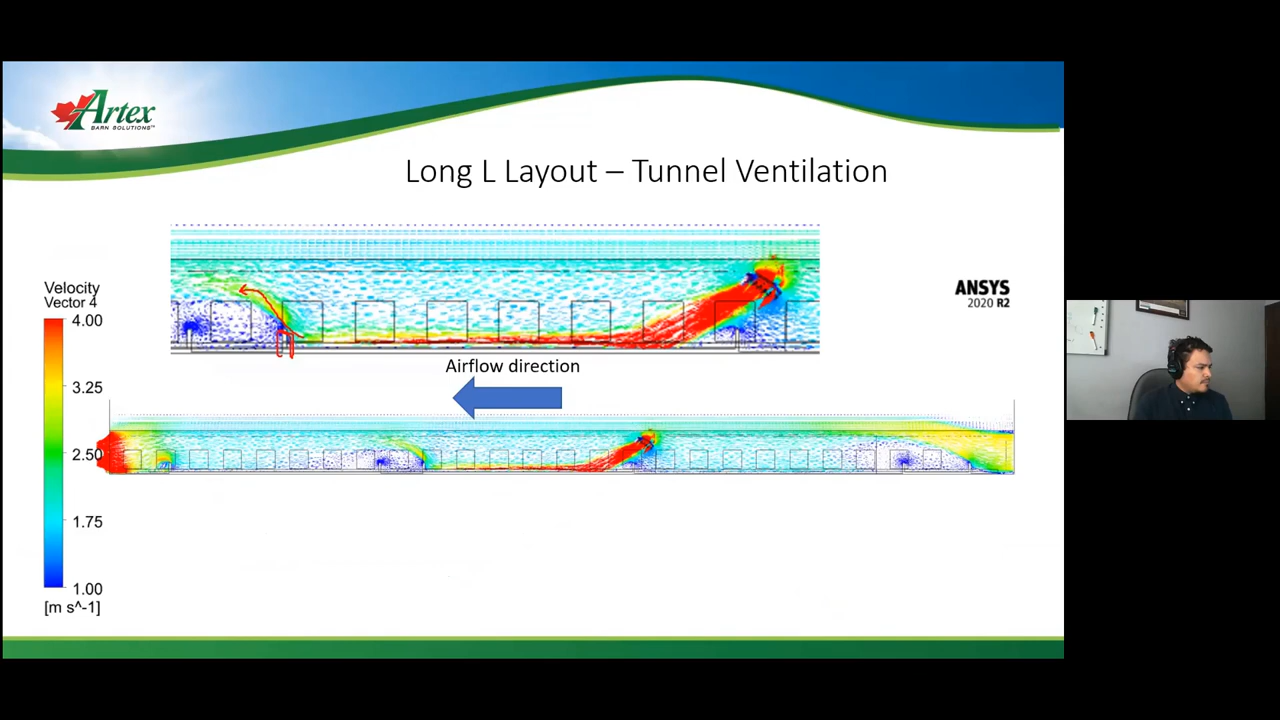 Artex
BARN SOLUTIONS™
Long L Layout – Tunnel Ventilation
Velocity
Vector 4
4.00
3.25
2.50
1.75
1.00
[m s^-1]
ANSYS
2020 R2
Airflow direction